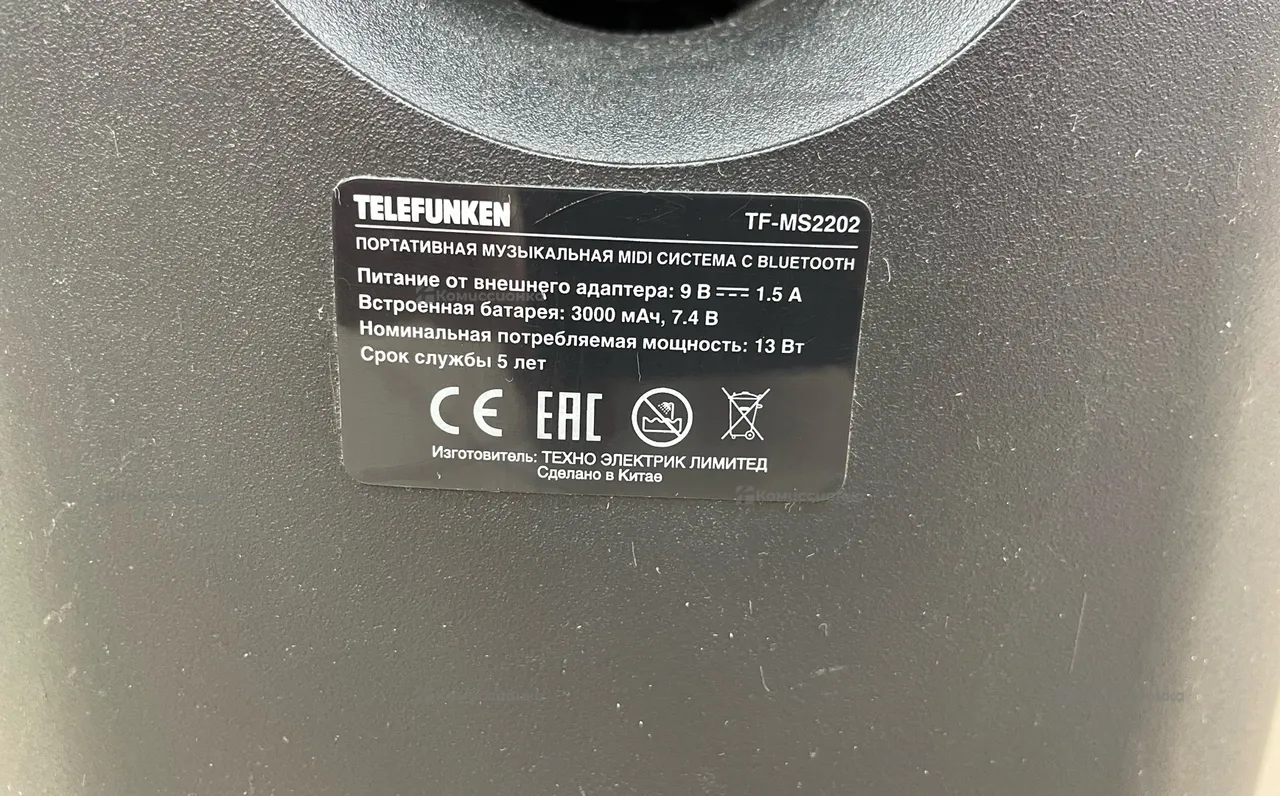 TELEFUNKEN TF-MS2202
ПОРТАТИВНАЯ МУЗЫКАЛЬНАЯ MIDI СИСТЕМА С BLUETOOTH
Питание от внешнего адаптера: 9 В 1.5 А
Встроенная батарея: 3000 мАч, 7.4 В
Номинальная потребляемая мощность: 13 Вт
Срок службы 5 лет
CE EAC
Изготовитель: ТЕХНО ЭЛЕКТРИК ЛИМИТЕД
Сделано в Китае
Комиссионка
Комиссионка